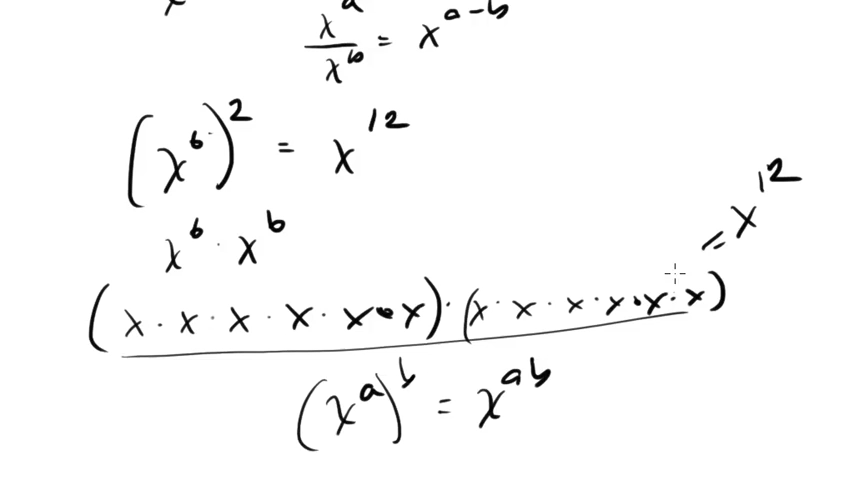 x^a / x^b = x^(a-b)
(x^6)^2 = x^12
x^6 · x^6
(x · x · x · x · x · x) · (x · x · x · x · x · x) = x^12
(x^a)^b = x^(ab)